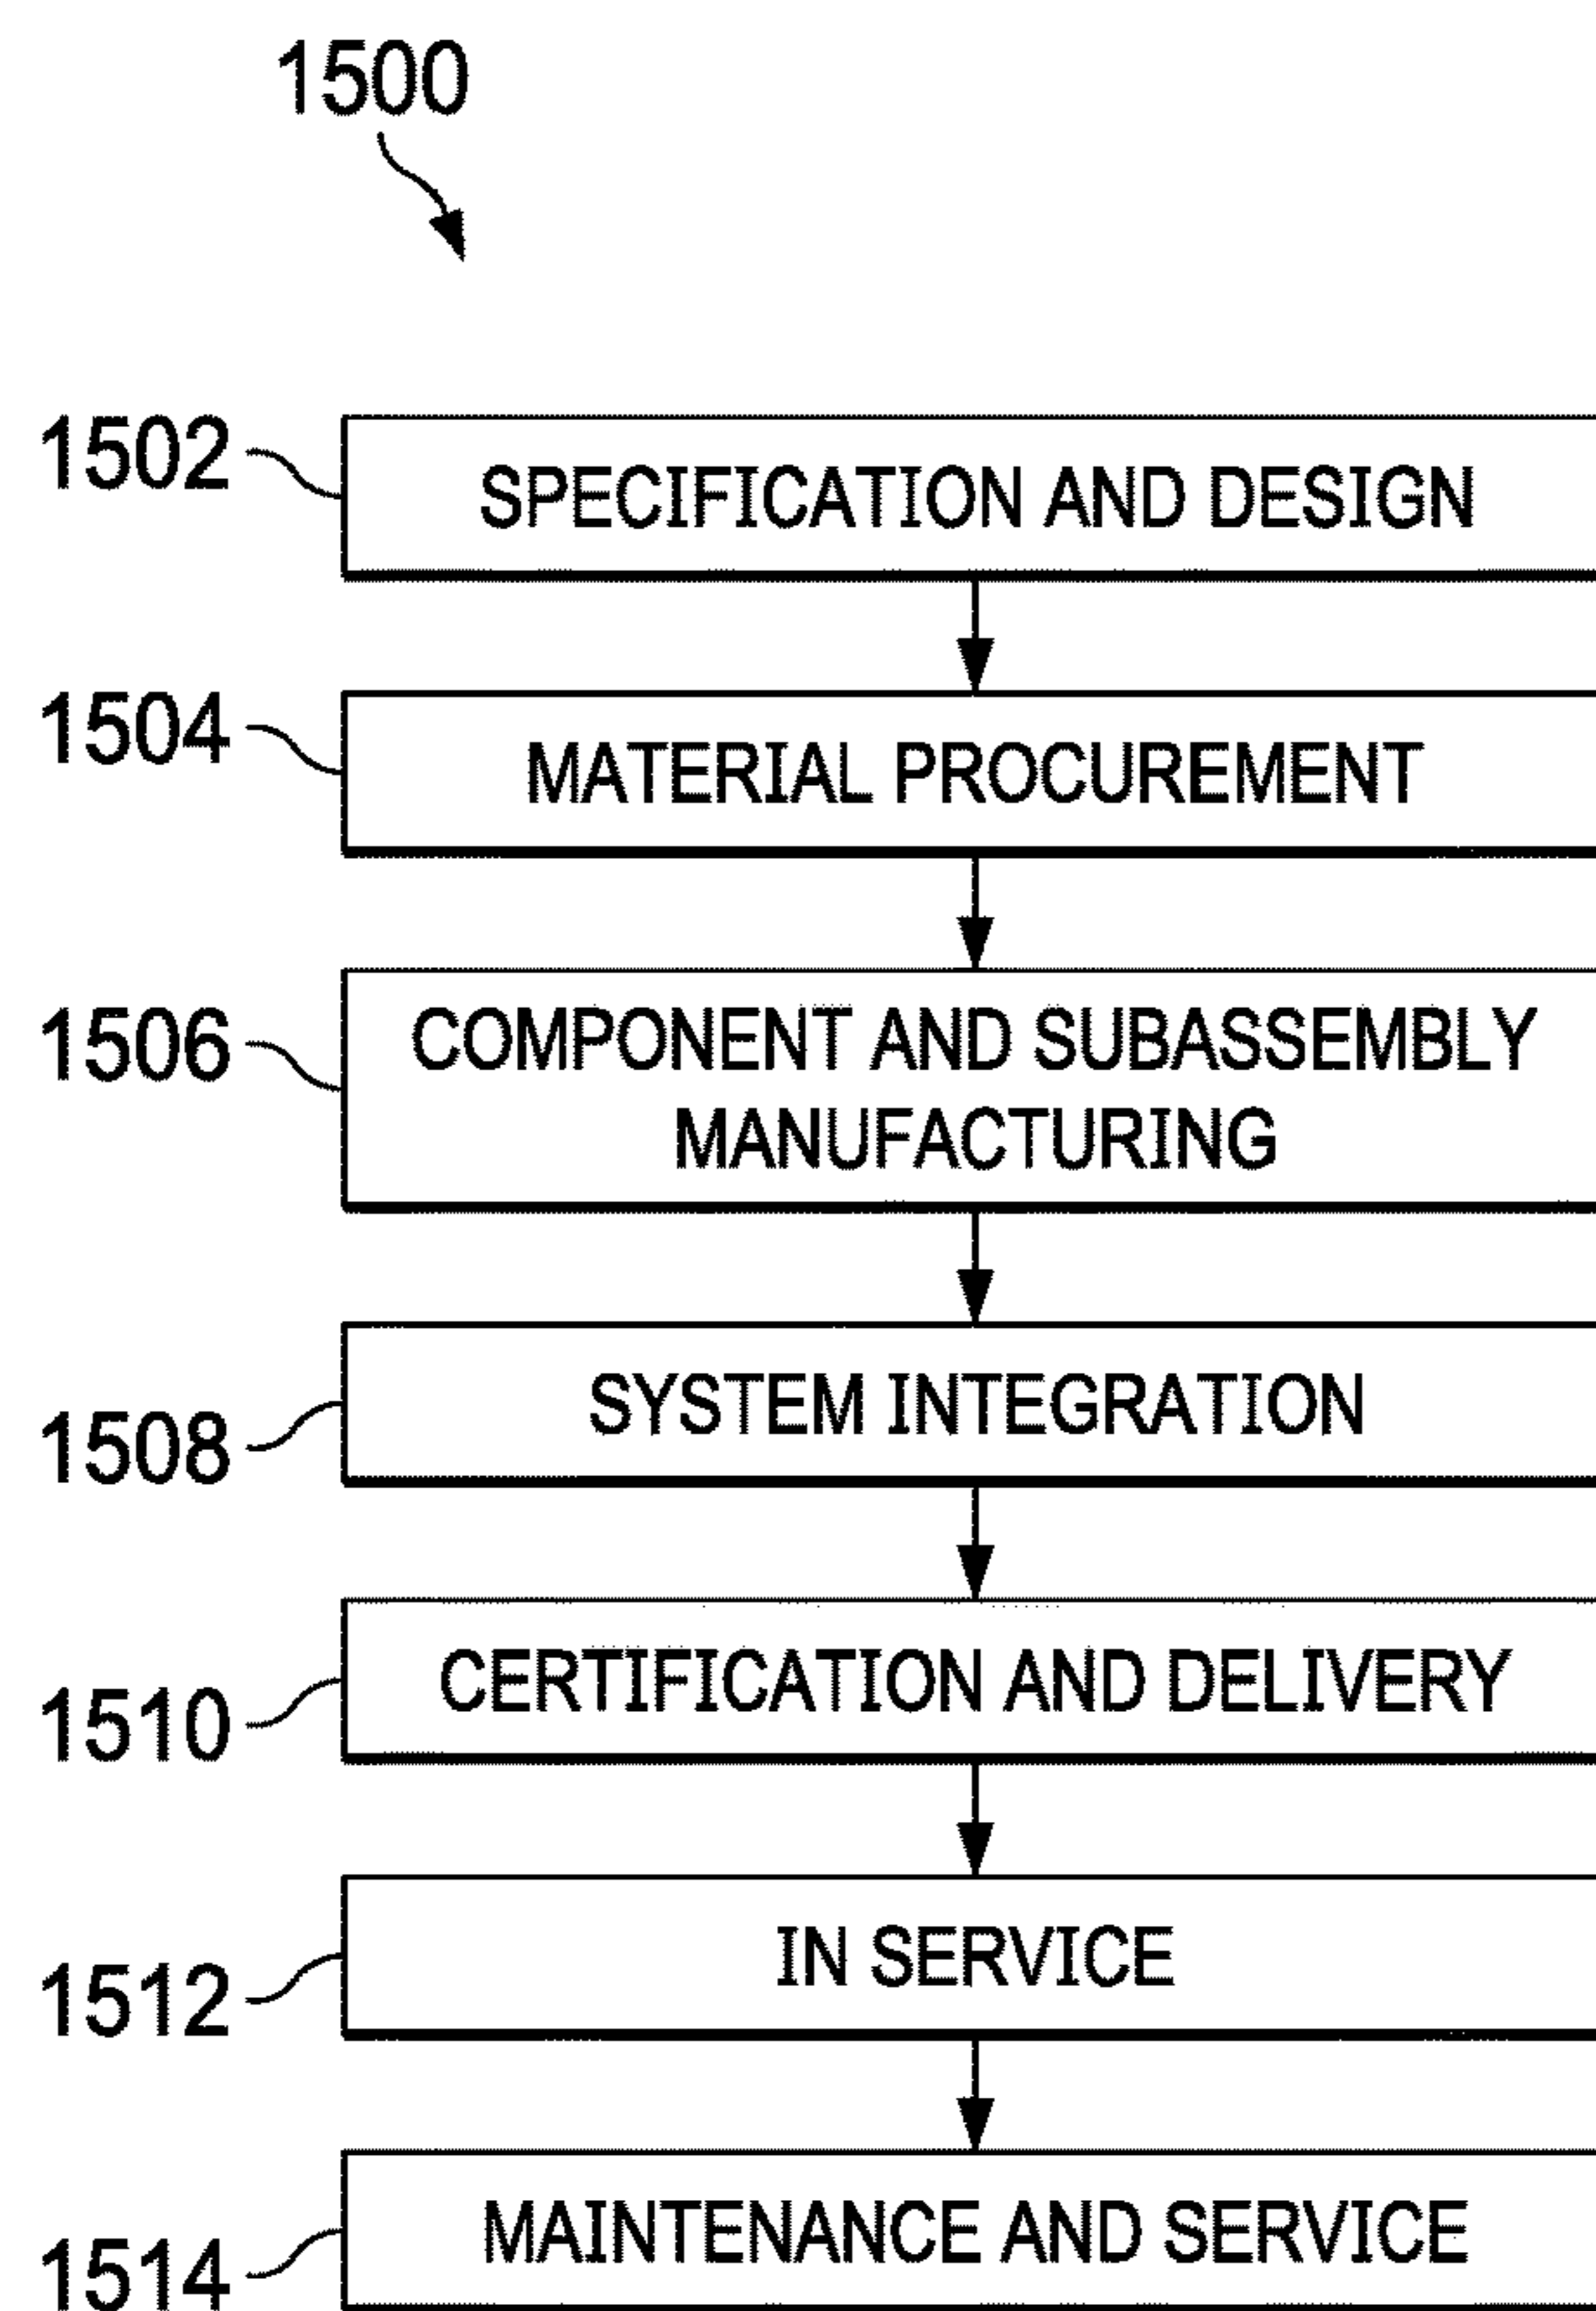 1500
1502 SPECIFICATION AND DESIGN
1504 MATERIAL PROCUREMENT
1506 COMPONENT AND SUBASSEMBLY
MANUFACTURING
1508 SYSTEM INTEGRATION
1510 CERTIFICATION AND DELIVERY
1512 IN SERVICE
1514 MAINTENANCE AND SERVICE